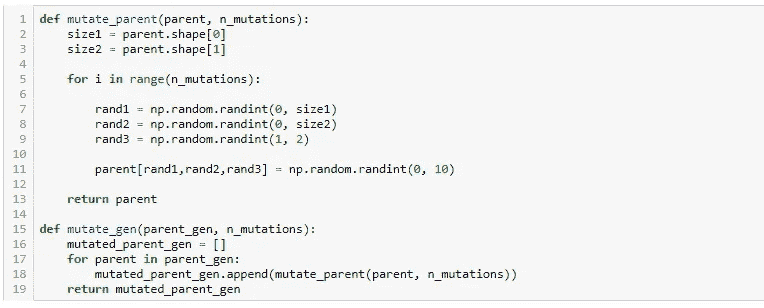 1 def mutate_parent(parent, n_mutations):
2     size1 = parent.shape[0]
3     size2 = parent.shape[1]
4
5     for i in range(n_mutations):
6
7         rand1 = np.random.randint(0, size1)
8         rand2 = np.random.randint(0, size2)
9         rand3 = np.random.randint(1, 2)
10
11         parent[rand1,rand2,rand3] = np.random.randint(0, 10)
12
13     return parent
14
15 def mutate_gen(parent_gen, n_mutations):
16     mutated_parent_gen = []
17     for parent in parent_gen:
18         mutated_parent_gen.append(mutate_parent(parent, n_mutations))
19     return mutated_parent_gen